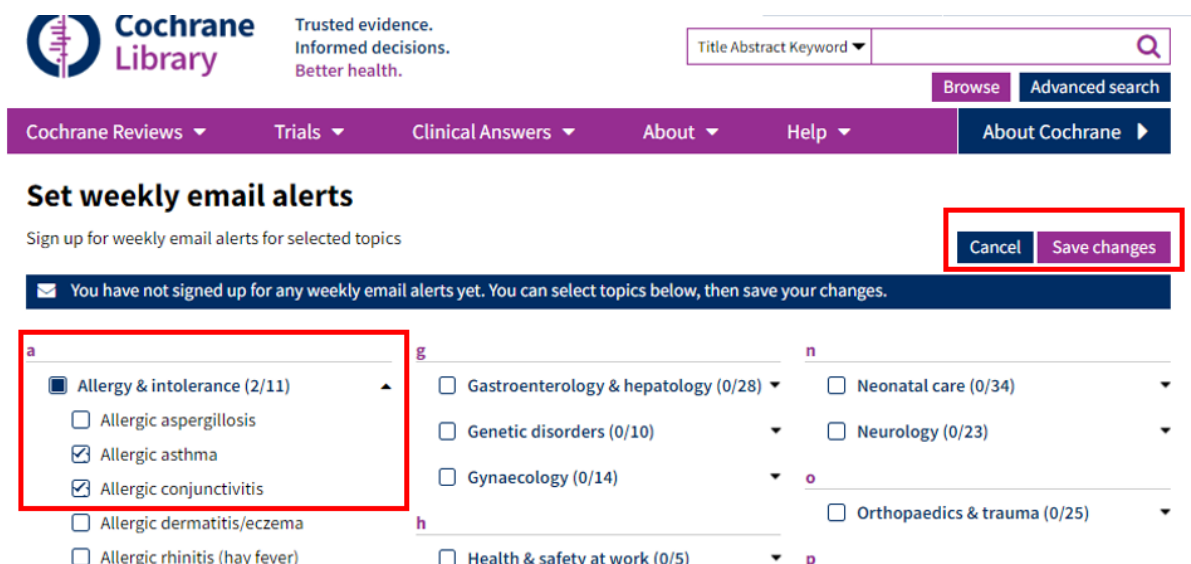 Cochrane
Library
Trusted evidence.
Informed decisions.
Better health.
Title Abstract Keyword
Browse
Advanced search
Cochrane Reviews
Trials
Clinical Answers
About
Help
About Cochrane
Set weekly email alerts
Sign up for weekly email alerts for selected topics
Cancel
Save changes
You have not signed up for any weekly email alerts yet. You can select topics below, then save your changes.
a
Allergy & intolerance (2/11)
Allergic aspergillosis
Allergic asthma
Allergic conjunctivitis
Allergic dermatitis/eczema
Allergic rhinitis (hay fever)
g
Gastroenterology & hepatology (0/28)
Genetic disorders (0/10)
Gynaecology (0/14)
h
Health & safety at work (0/5)
n
Neonatal care (0/34)
Neurology (0/23)
o
Orthopaedics & trauma (0/25)
p